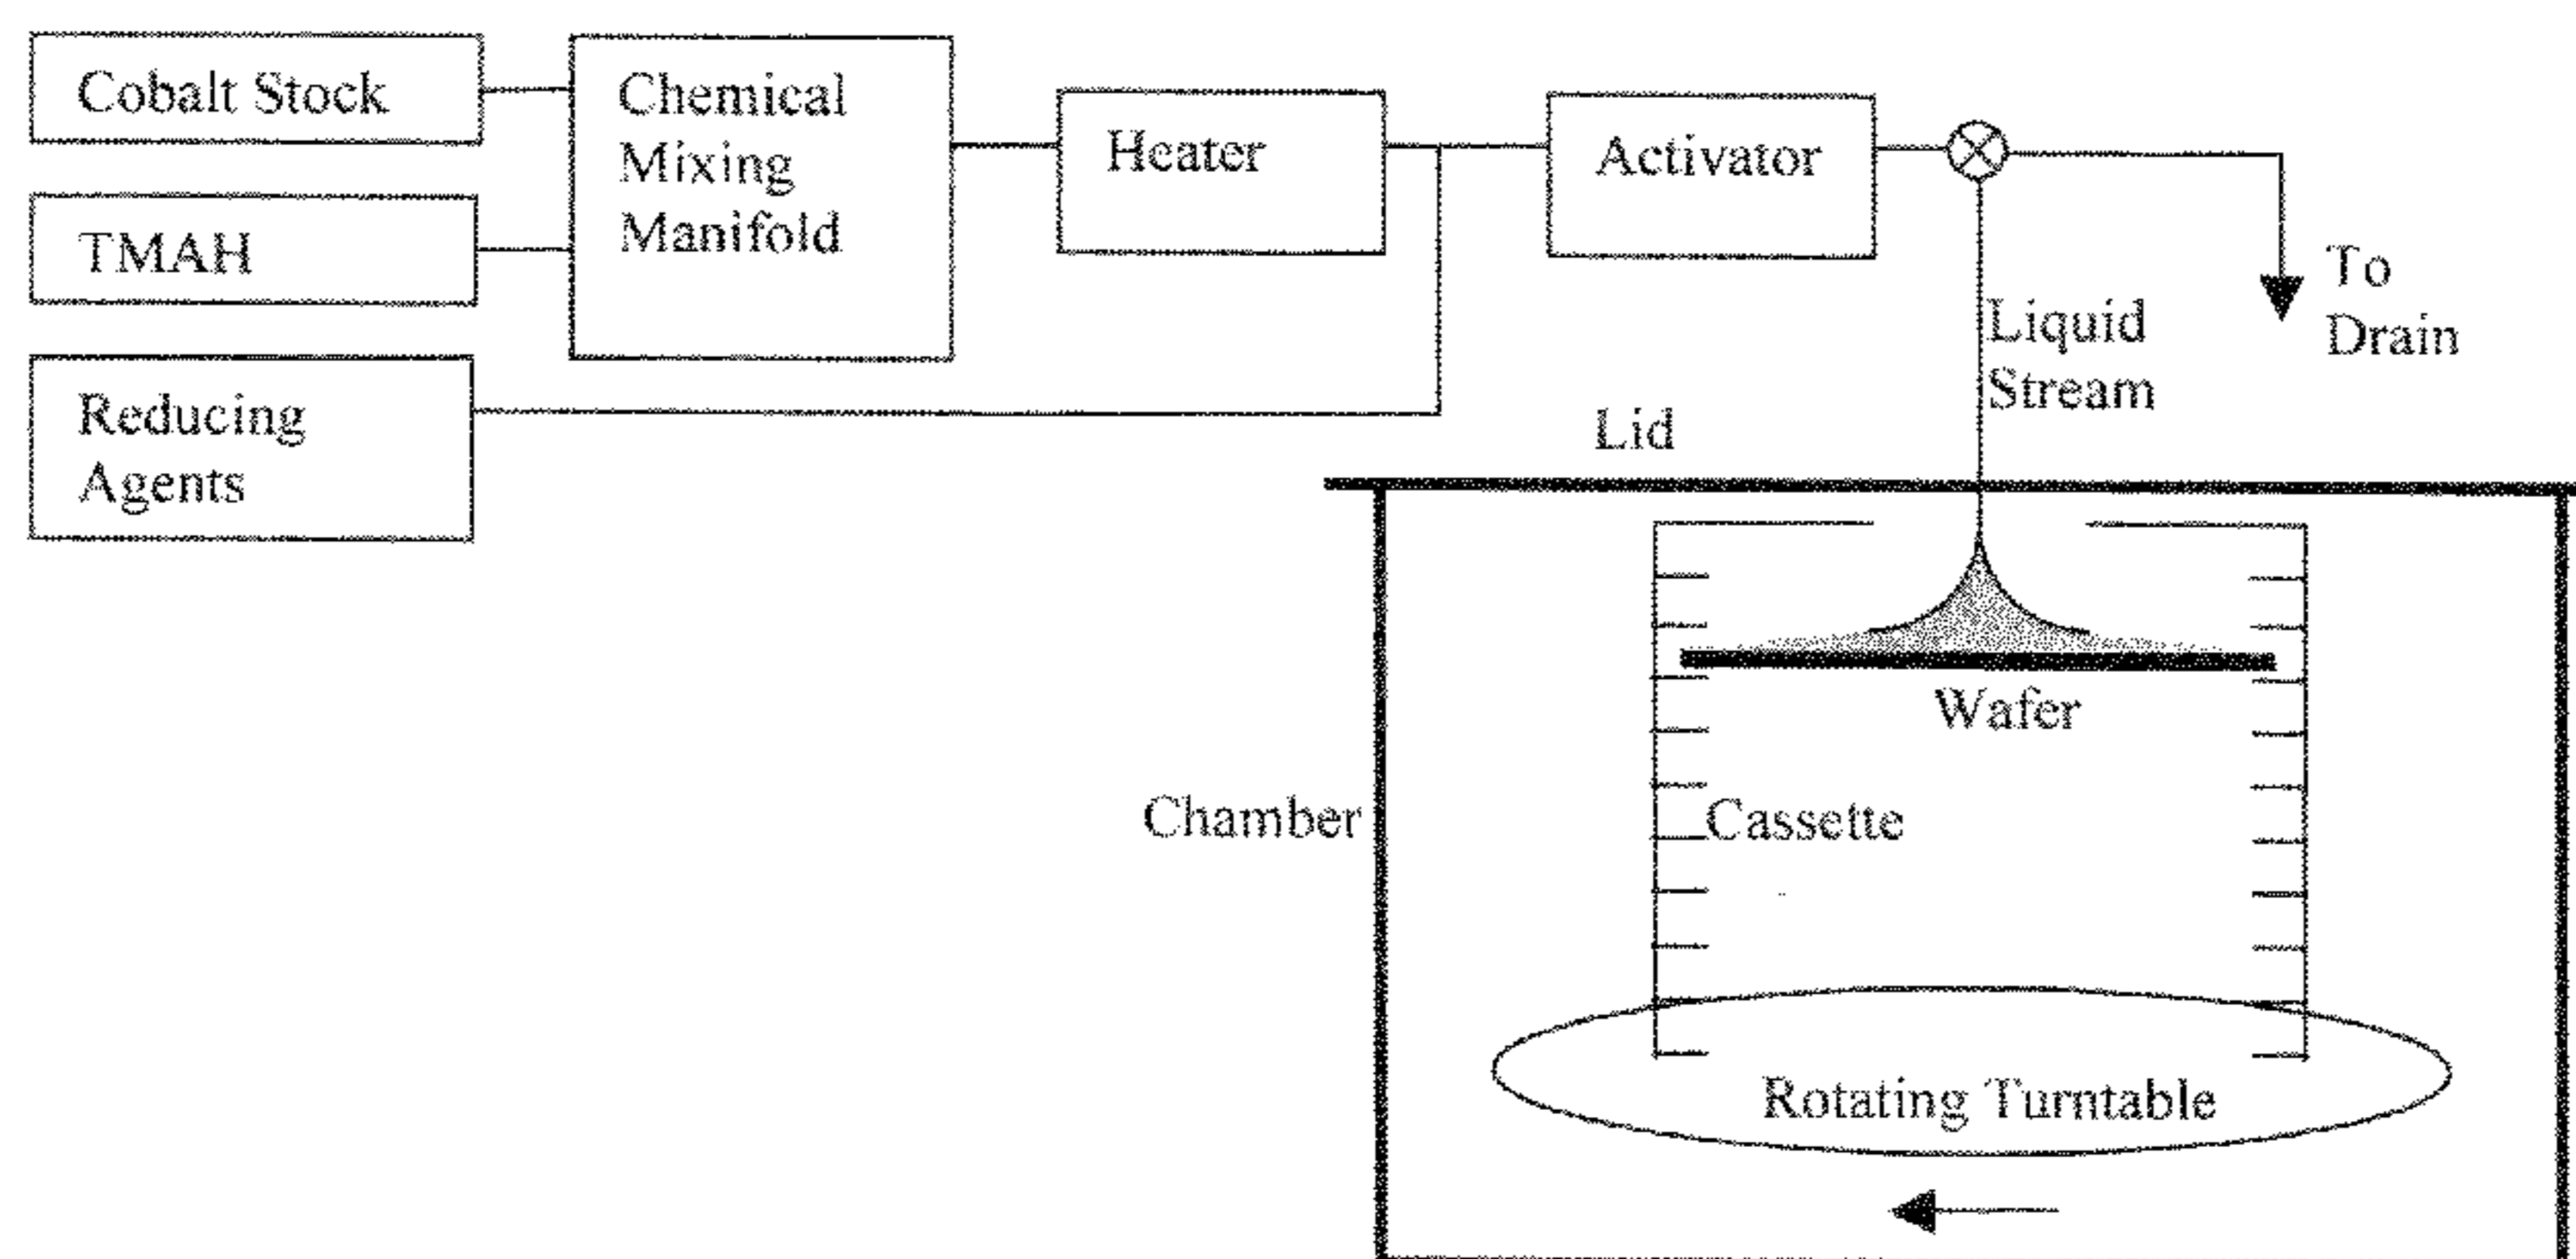 Cobalt Stock
TMAH
Reducing
Agents
Chemical
Mixing
Manifold
Heater
Activator
To
Drain
Liquid
Stream
Lid
Wafer
Chamber
Cassette
Rotating Turntable